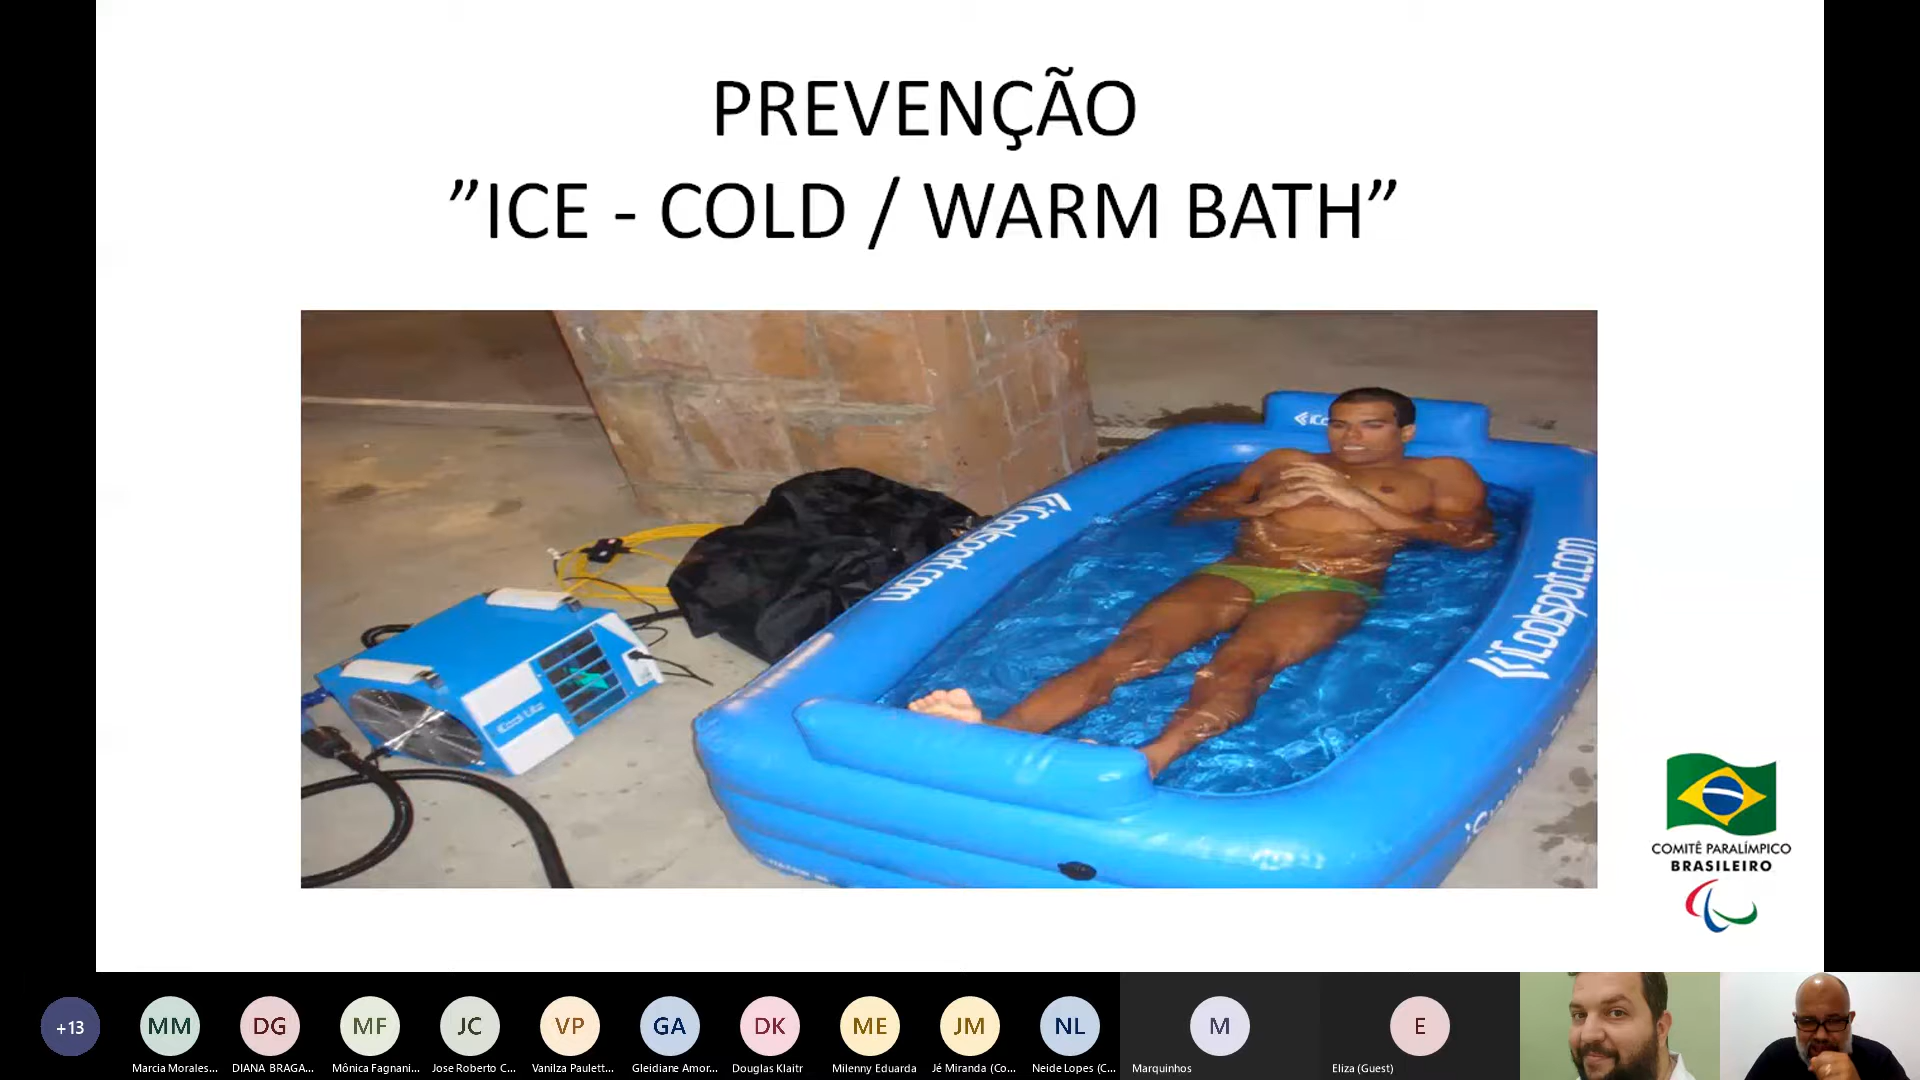 PREVENÇÃO
”ICE - COLD / WARM BATH”
iCoolsport.com
iCoolsport.com
COMITÊ PARALÍMPICO
BRASILEIRO
+13
MM
DG
MF
JC
VP
GA
DK
ME
JM
NL
M
E
Marcia Morales...
DIANA BRAGA...
Mônica Fagnani...
Jose Roberto C...
Vanilza Paulett...
Gleidiane Amor...
Douglas Klaitr
Milenny Eduarda
Jé Miranda (Co...
Neide Lopes (C...
Marquinhos
Eliza (Guest)